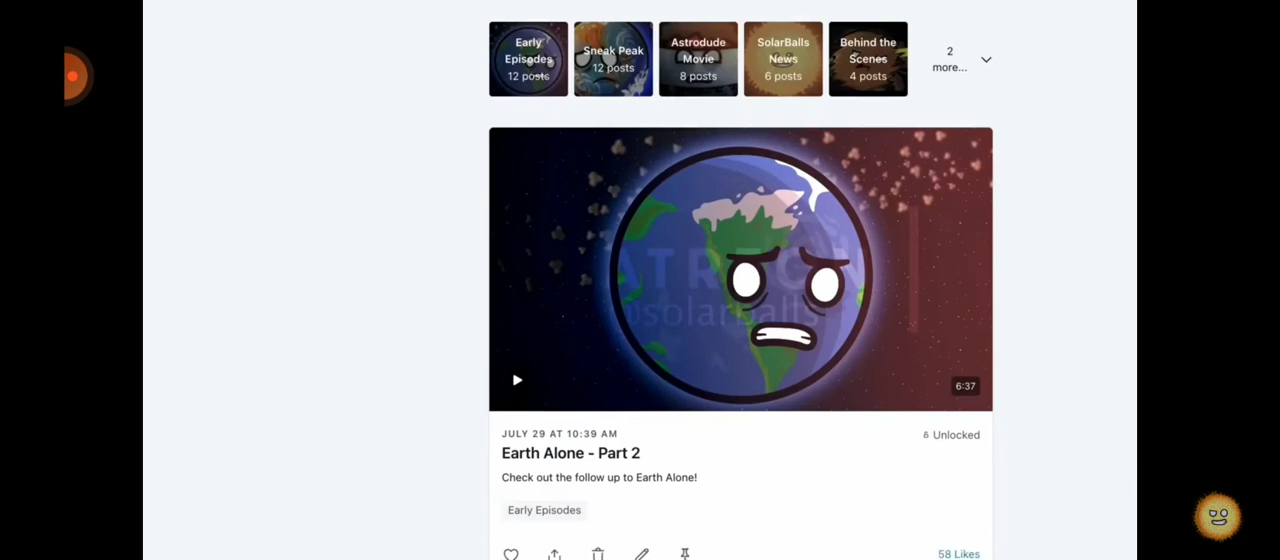 Early
Episodes
12 posts
Sneak Peak
12 posts
Astrodude
Movie
8 posts
SolarBalls
News
6 posts
Behind the
Scenes
4 posts
2
more...
ATREON
@solarballs
6:37
JULY 29 AT 10:39 AM
Unlocked
Earth Alone - Part 2
Check out the follow up to Earth Alone!
Early Episodes
58 Likes